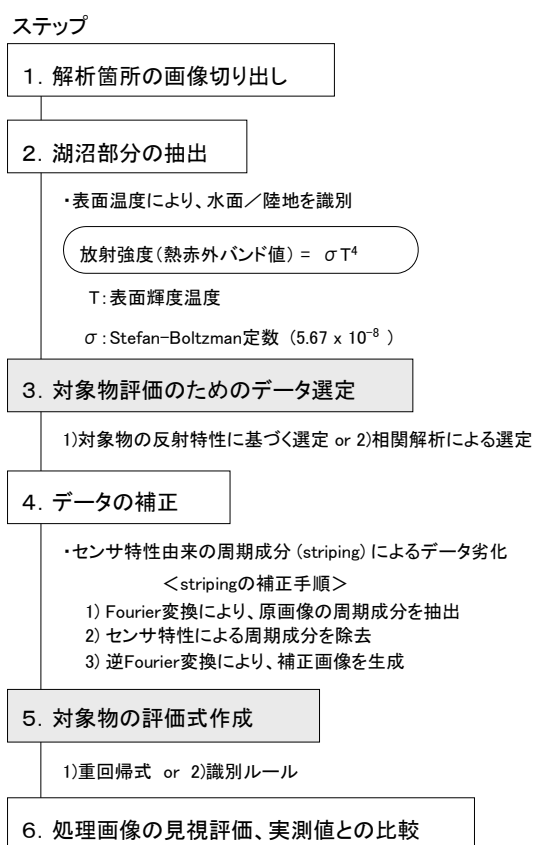 ステップ
１．解析箇所の画像切り出し
２．湖沼部分の抽出
・表面温度により、水面／陸地を識別
放射強度（熱赤外バンド値） = σT⁴
T：表面輝度温度
σ：Stefan-Boltzman定数 (5.67 x 10⁻⁸ )
３．対象物評価のためのデータ選定
1)対象物の反射特性に基づく選定 or 2)相関解析による選定
４．データの補正
・センサ特性由来の周期成分 (striping) によるデータ劣化
＜stripingの補正手順＞
1) Fourier変換により、原画像の周期成分を抽出
2) センサ特性による周期成分を除去
3) 逆Fourier変換により、補正画像を生成
５．対象物の評価式作成
1)重回帰式 or 2)識別ルール
６．処理画像の見視評価、実測値との比較